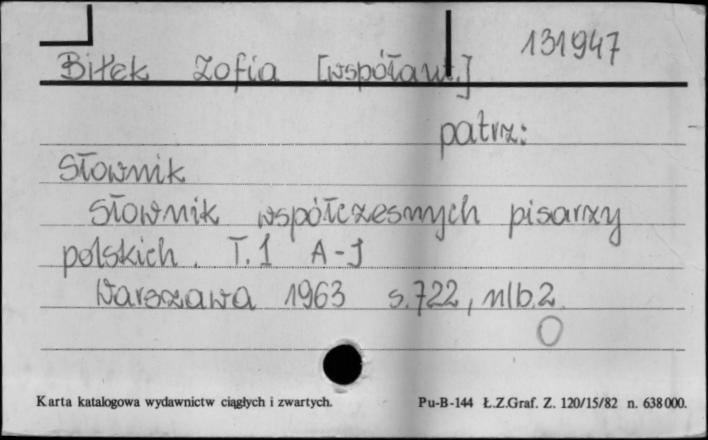 131947
Biłek Zofia [współaut.]
patrz:
Słownik
Słownik współczesnych pisarzy
polskich. T.1 A-J
Warszawa 1963 s.722, nlb.2
Karta katalogowa wydawnictw ciągłych i zwartych. Pu-B-144 Ł.Z.Graf. Z. 120/15/82 n. 638000.